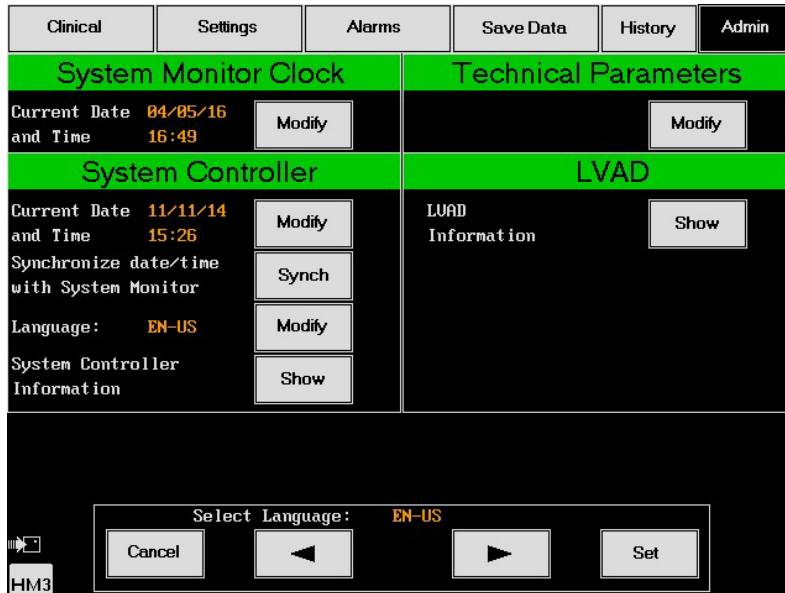 Clinical Settings Alarms Save Data History Admin
System Monitor Clock
Current Date 04/05/16
and Time 16:49
Modify
Technical Parameters
Modify
System Controller
Current Date 11/11/14
and Time 15:26
Modify
Synchronize date/time
with System Monitor
Synch
Language: EN-US
Modify
System Controller
Information
Show
LVAD
LVAD
Information
Show
Select Language: EN-US
Cancel
Set
HM3